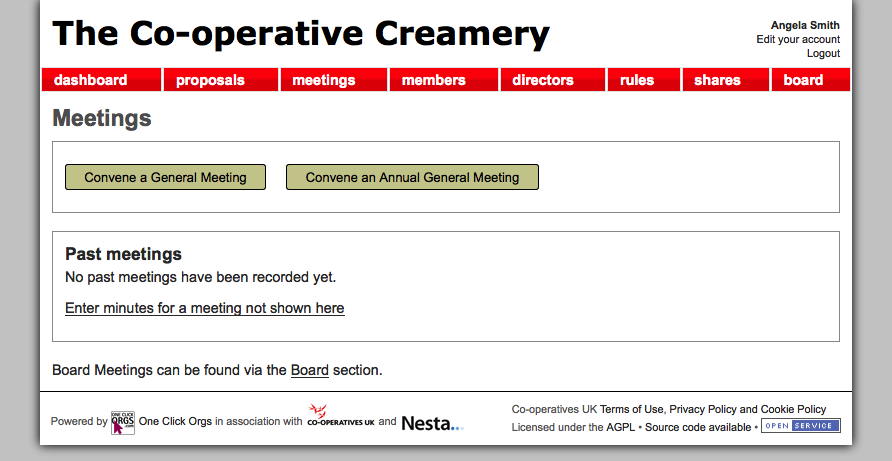 The Co-operative Creamery
Angela Smith
Edit your account
Logout
dashboard proposals meetings members directors rules shares board
Meetings
Convene a General Meeting Convene an Annual General Meeting
Past meetings
No past meetings have been recorded yet.
Enter minutes for a meeting not shown here
Board Meetings can be found via the Board section.
Powered by ONE CLICK ORGS .com One Click Orgs in association with CO-OPERATIVES UK and Nesta...
Co-operatives UK Terms of Use, Privacy Policy and Cookie Policy
Licensed under the AGPL • Source code available • OPEN SERVICE